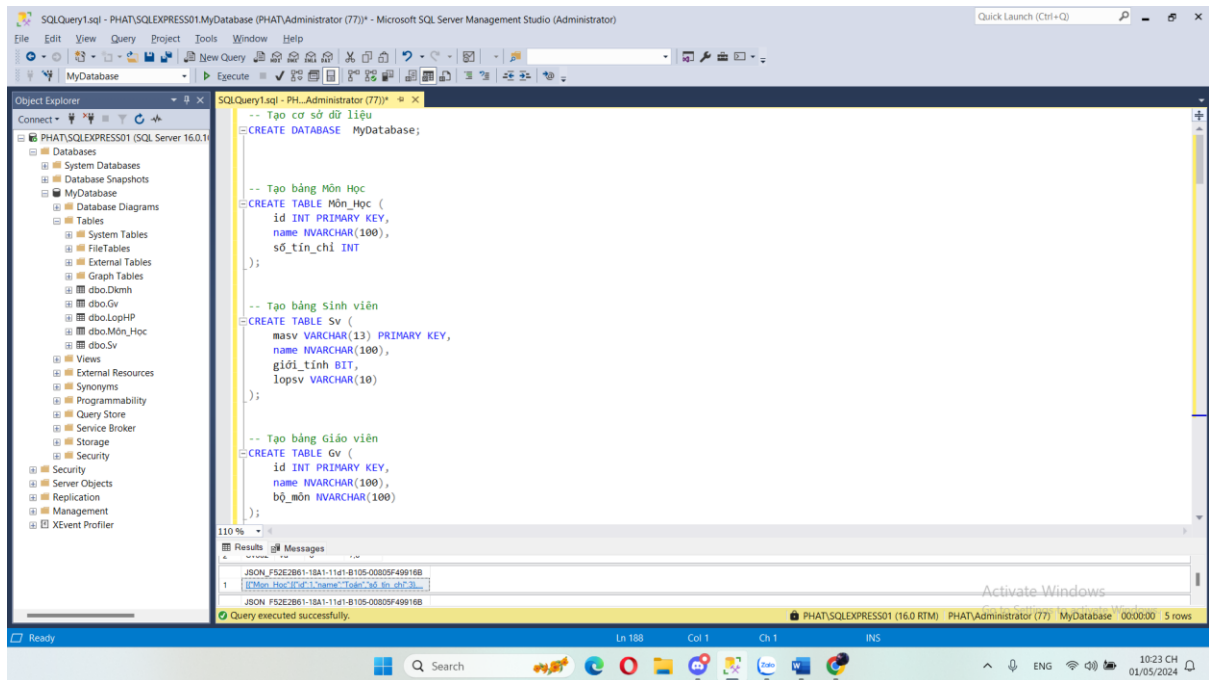 SQLQuery1.sql - PHAT\SQLEXPRESS01.MyDatabase (PHAT\Administrator (77))* - Microsoft SQL Server Management Studio (Administrator)
Quick Launch (Ctrl+Q)
File Edit View Query Project Tools Window Help
New Query
MyDatabase
Execute
Object Explorer
SQLQuery1.sql - PH...Administrator (77))*
Connect
PHAT\SQLEXPRESS01 (SQL Server 16.0.10
Databases
System Databases
Database Snapshots
MyDatabase
Database Diagrams
Tables
System Tables
FileTables
External Tables
Graph Tables
dbo.Dkmh
dbo.Gv
dbo.LopHP
dbo.Môn_Học
dbo.Sv
Views
External Resources
Synonyms
Programmability
Query Store
Service Broker
Storage
Security
Security
Server Objects
Replication
Management
XEvent Profiler
-- Tạo cơ sở dữ liệu
CREATE DATABASE MyDatabase;
-- Tạo bảng Môn Học
CREATE TABLE Môn_Học (
id INT PRIMARY KEY,
name NVARCHAR(100),
số_tín_chỉ INT
);
-- Tạo bảng Sinh viên
CREATE TABLE Sv (
masv VARCHAR(13) PRIMARY KEY,
name NVARCHAR(100),
giới_tính BIT,
lopsv VARCHAR(10)
);
-- Tạo bảng Giáo viên
CREATE TABLE Gv (
id INT PRIMARY KEY,
name NVARCHAR(100),
bộ_môn NVARCHAR(100)
);
110 %
Results Messages
JSON_F52E2B61-18A1-11d1-B105-00805F49916B
1 [{"Mon_Hoc":[{"id":1,"name":"Toán","số_tín_chỉ":3},...
JSON_F52E2B61-18A1-11d1-B105-00805F49916B
Activate Windows
Query executed successfully.
PHAT\SQLEXPRESS01 (16.0 RTM) PHAT\Administrator (77) MyDatabase 00:00:00 5 rows
Ready Ln 188 Col 1 Ch 1 INS
Search
Zalo
ENG
10:23 CH
01/05/2024